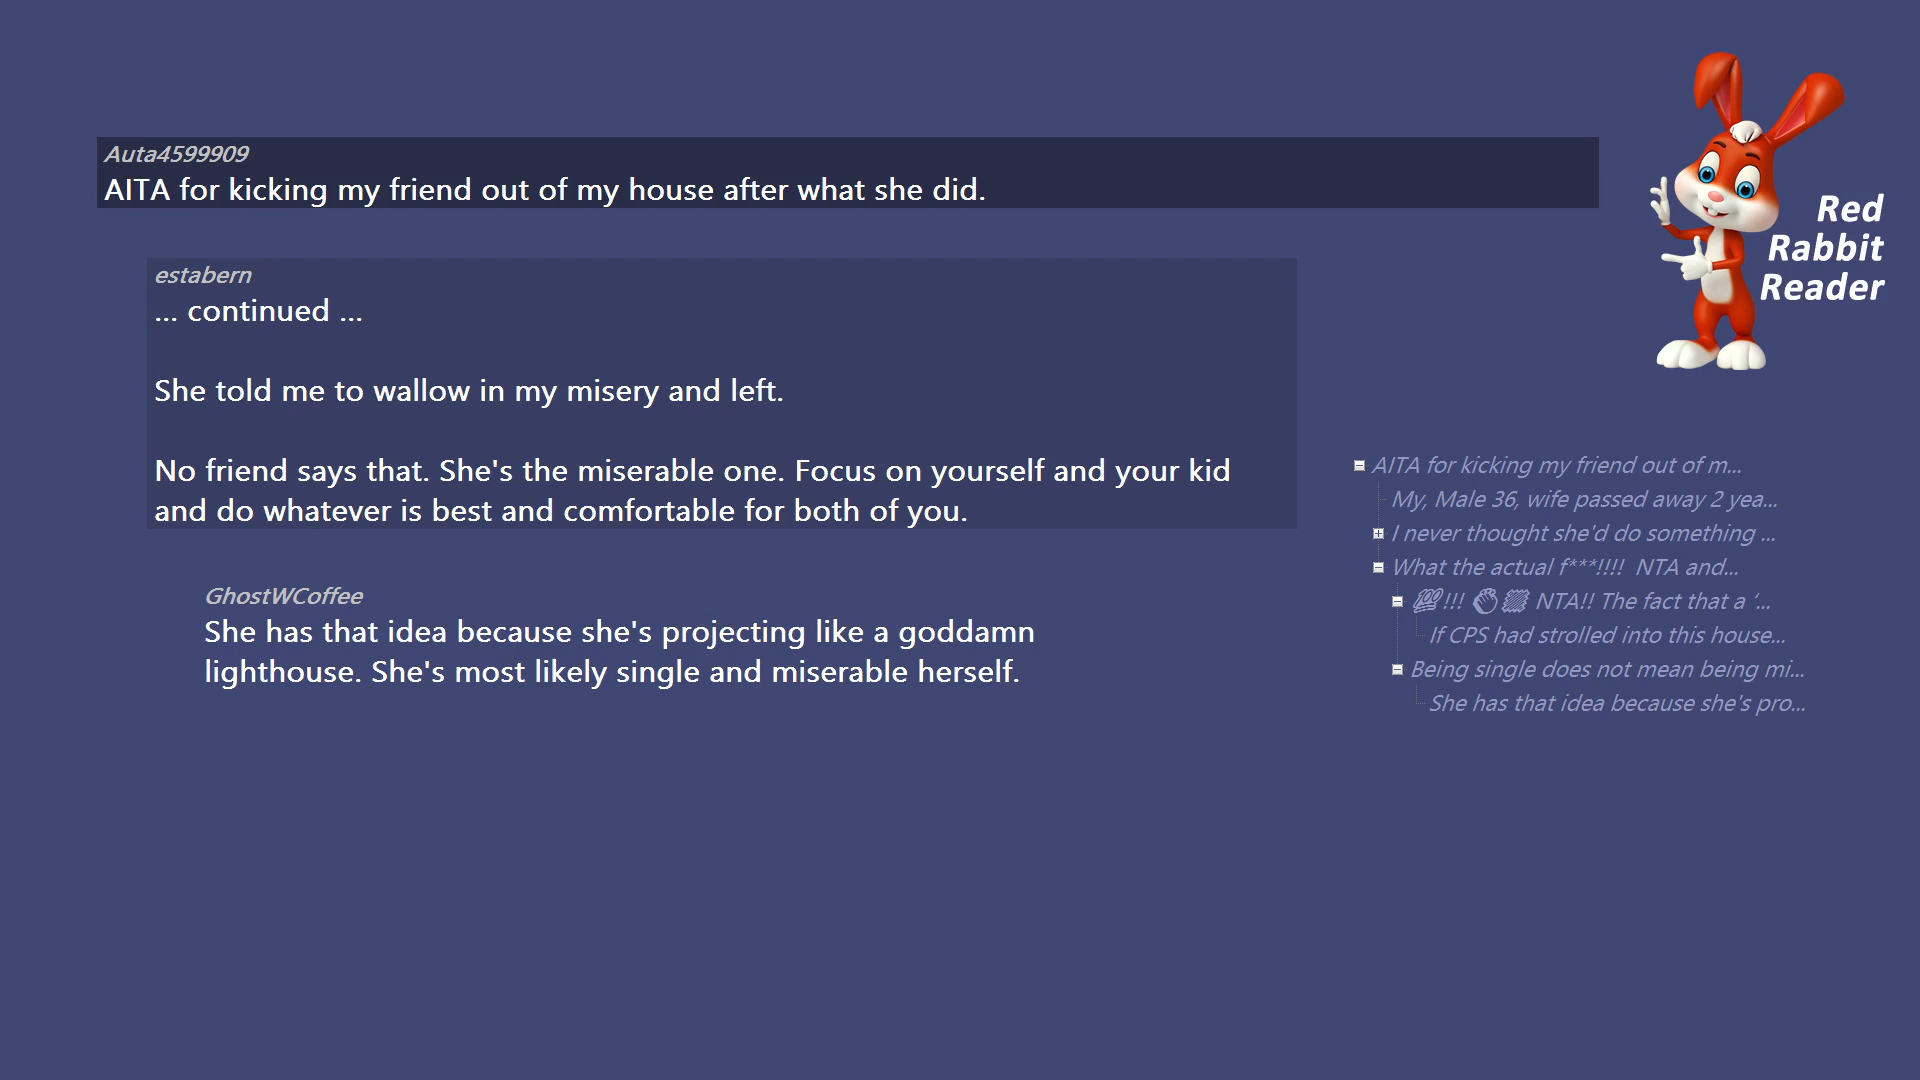 Auta4599909
AITA for kicking my friend out of my house after what she did.
estabern
... continued ...
She told me to wallow in my misery and left.
No friend says that. She's the miserable one. Focus on yourself and your kid
and do whatever is best and comfortable for both of you.
GhostWCoffee
She has that idea because she's projecting like a goddamn
lighthouse. She's most likely single and miserable herself.
Red
Rabbit
Reader
AITA for kicking my friend out of m...
My, Male 36, wife passed away 2 yea...
I never thought she'd do something ...
What the actual f***!!!!  NTA and...
💯!!! 👏🏽 NTA!! The fact that a ‘...
If CPS had strolled into this house...
Being single does not mean being mi...
She has that idea because she's pro...